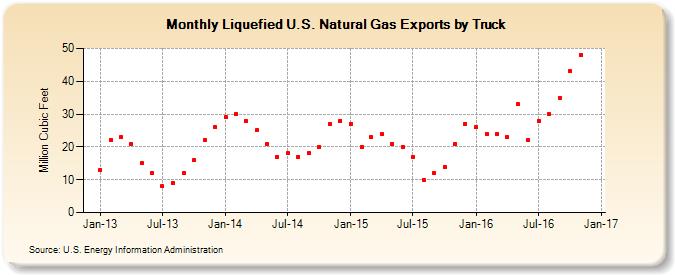 Monthly Liquefied U.S. Natural Gas Exports by Truck
Million Cubic Feet
50
40
30
20
10
0
Jan-13 Jul-13 Jan-14 Jul-14 Jan-15 Jul-15 Jan-16 Jul-16 Jan-17
Source: U.S. Energy Information Administration